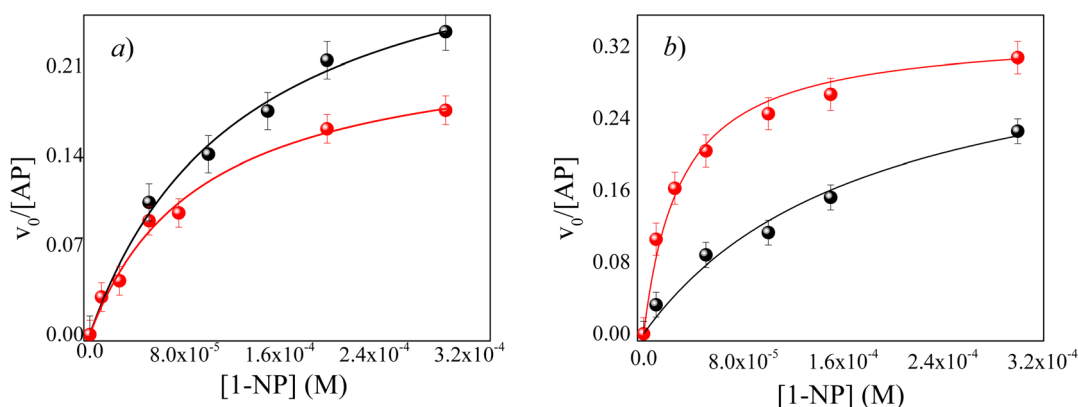 a)
0.21
0.14
0.07
0.00
v0/[AP]
0.0
8.0x10-5
1.6x10-4
2.4x10-4
3.2x10-4
[1-NP] (M)
b)
0.32
0.24
0.16
0.08
0.00
v0/[AP]
0.0
8.0x10-5
1.6x10-4
2.4x10-4
3.2x10-4
[1-NP] (M)